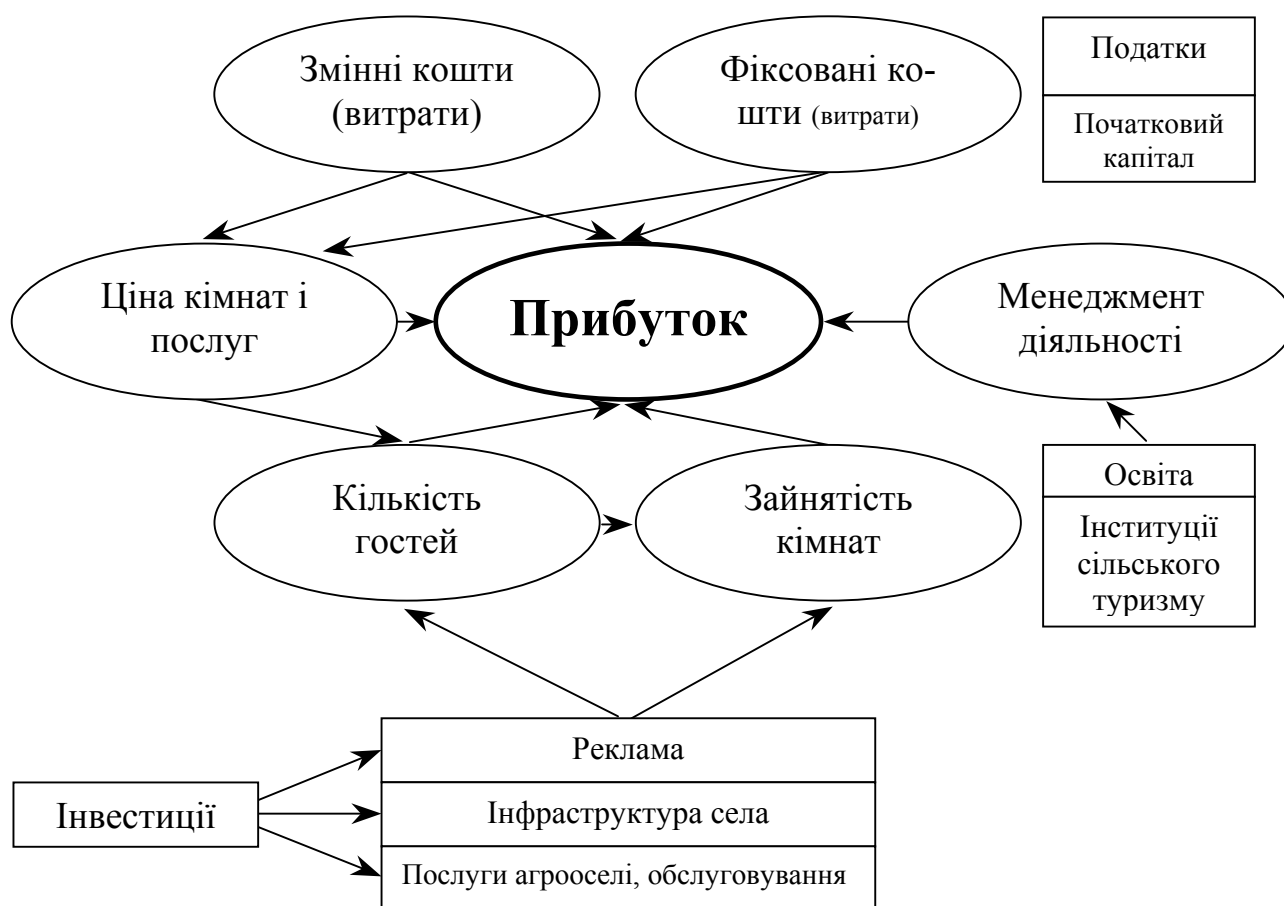 Змінні кошти
(витрати)
Фіксовані ко-
шти (витрати)
Податки
Початковий
капітал
Ціна кімнат і
послуг
Прибуток
Менеджмент
діяльності
Кількість
гостей
Зайнятість
кімнат
Освіта
Інституції
сільського
туризму
Реклама
Інвестиції
Інфраструктура села
Послуги агрооселі, обслуговування